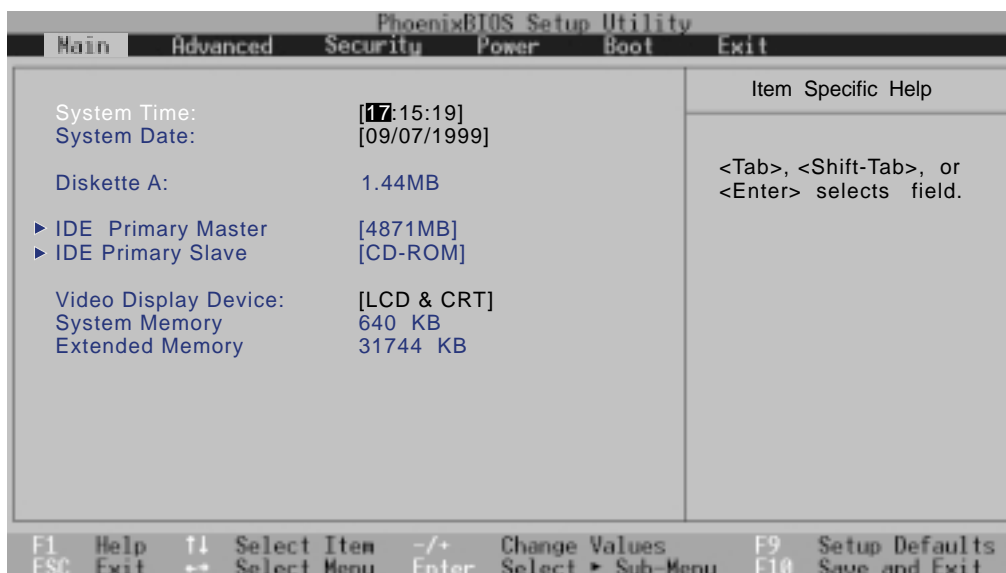 PhoenixBIOS Setup Utility
Main Advanced Security Power Boot Exit
Item Specific Help
System Time: [17:15:19]
System Date: [09/07/1999]
<Tab>, <Shift-Tab>, or
<Enter> selects field.
Diskette A: 1.44MB
▶ IDE Primary Master [4871MB]
▶ IDE Primary Slave [CD-ROM]
Video Display Device: [LCD & CRT]
System Memory 640 KB
Extended Memory 31744 KB
F1 Help ↑↓ Select Item -/+ Change Values F9 Setup Defaults
ESC Exit ←→ Select Menu Enter Select ▶ Sub-Menu F10 Save and Exit